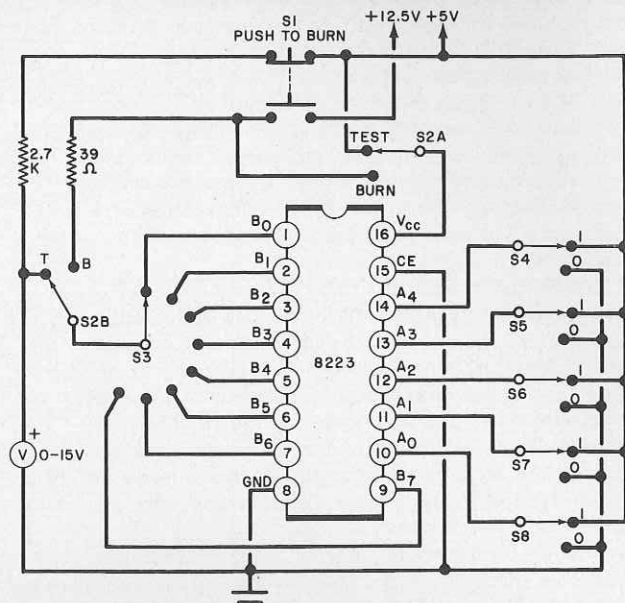 S1
PUSH TO BURN
+12.5V +5V
2.7
K
39
Ω
TEST
S2A
BURN
T
B
S2B
S3
V
+
0-15V
B0
B1
B2
B3
B4
B5
B6
GND
1
2
3
4
5
6
7
8
8223
VCC
CE
A4
A3
A2
A1
A0
B7
16
15
14
13
12
11
10
9
S4
1
0
S5
1
0
S6
1
0
S7
1
0
S8
1
0